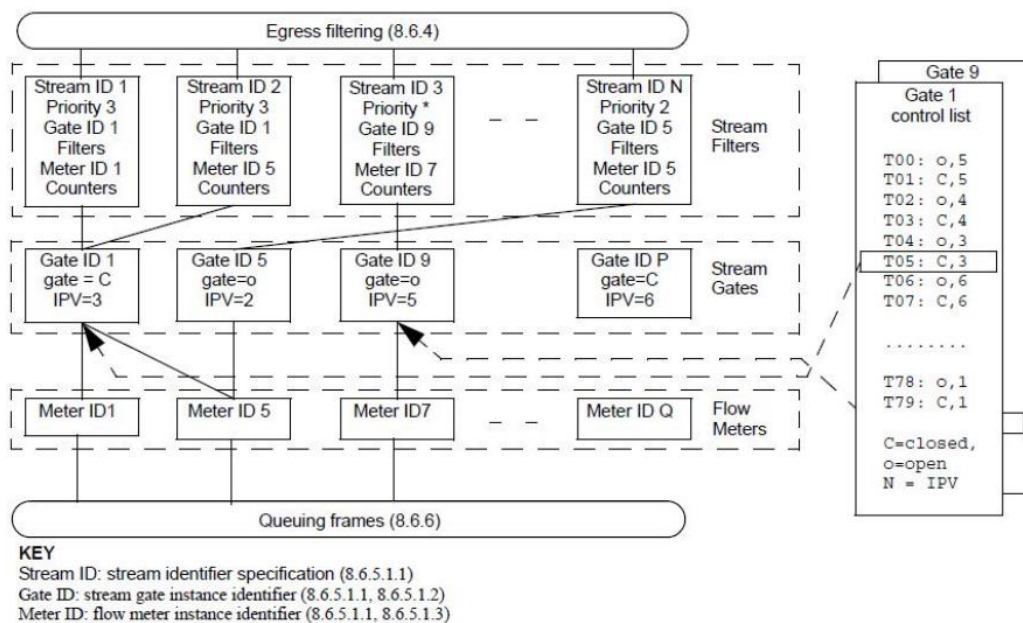 Egress filtering (8.6.4)
Stream ID 1
Priority 3
Gate ID 1
Filters
Meter ID 1
Counters
Stream ID 2
Priority 3
Gate ID 1
Filters
Meter ID 5
Counters
Stream ID 3
Priority *
Gate ID 9
Filters
Meter ID 7
Counters
Stream ID N
Priority 2
Gate ID 5
Filters
Meter ID 5
Counters
Stream
Filters
Gate ID 1
gate = C
IPV=3
Gate ID 5
gate=o
IPV=2
Gate ID 9
gate=o
IPV=5
Gate ID P
gate=C
IPV=6
Stream
Gates
Meter ID1
Meter ID 5
Meter ID7
Meter ID Q
Flow
Meters
Queuing frames (8.6.6)
Gate 9
Gate 1
control list
T00: o,5
T01: C,5
T02: o,4
T03: C,4
T04: o,3
T05: C,3
T06: o,6
T07: C,6
........
T78: o,1
T79: C,1
C=closed,
o=open
N = IPV
KEY
Stream ID: stream identifier specification (8.6.5.1.1)
Gate ID: stream gate instance identifier (8.6.5.1.1, 8.6.5.1.2)
Meter ID: flow meter instance identifier (8.6.5.1.1, 8.6.5.1.3)